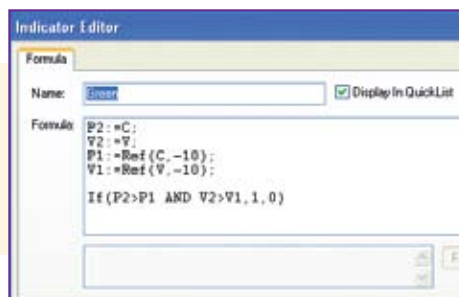 Indicator Editor
Formula
Name: Green Display In QuickList
Formula: P2:=C;
V2:=V;
P1:=Ref(C,-10);
V1:=Ref(V,-10);
If(P2>P1 AND V2>V1,1,0)
F